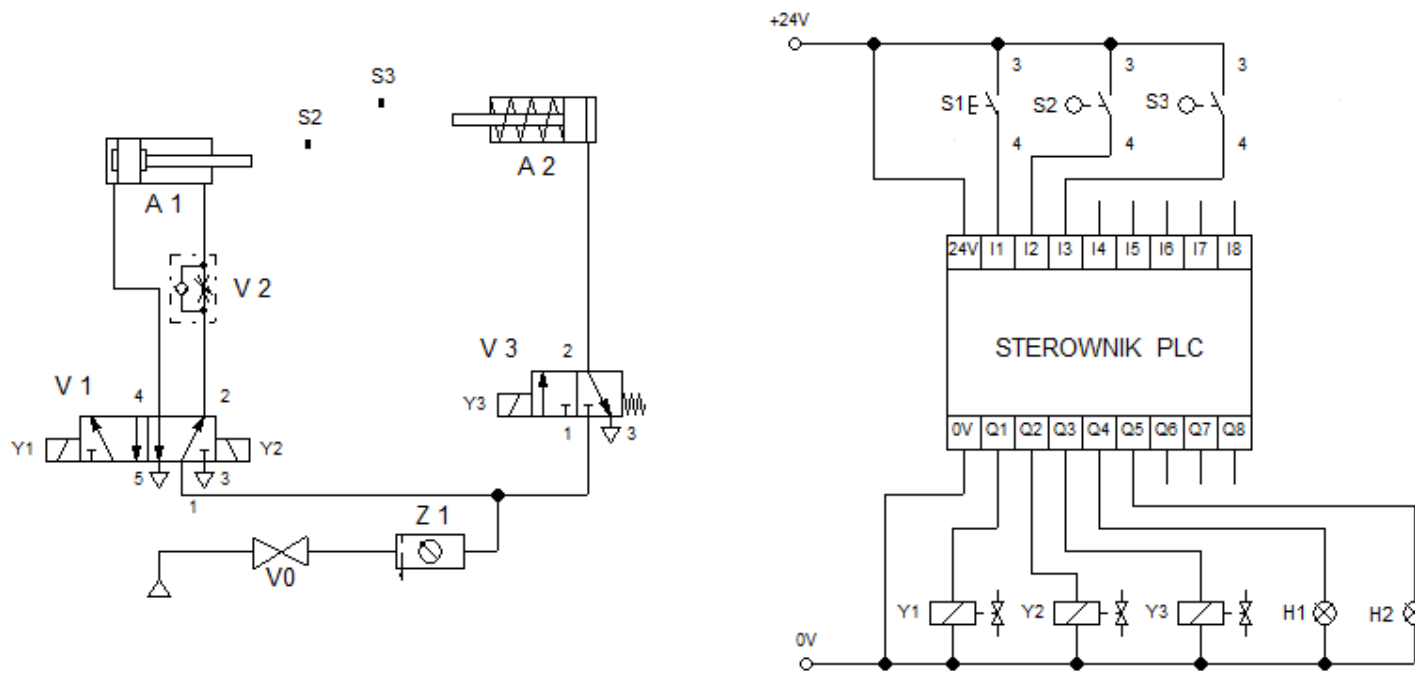 S3
S2
A 1
A 2
V 2
V 3
2
Y3
1
3
V 1
4
2
Y1
Y2
5
3
1
Z 1
V0
+24V
3
3
3
S1
S2
S3
4
4
4
24V I1 I2 I3 I4 I5 I6 I7 I8
STEROWNIK PLC
0V Q1 Q2 Q3 Q4 Q5 Q6 Q7 Q8
Y1
Y2
Y3
H1
H2
0V